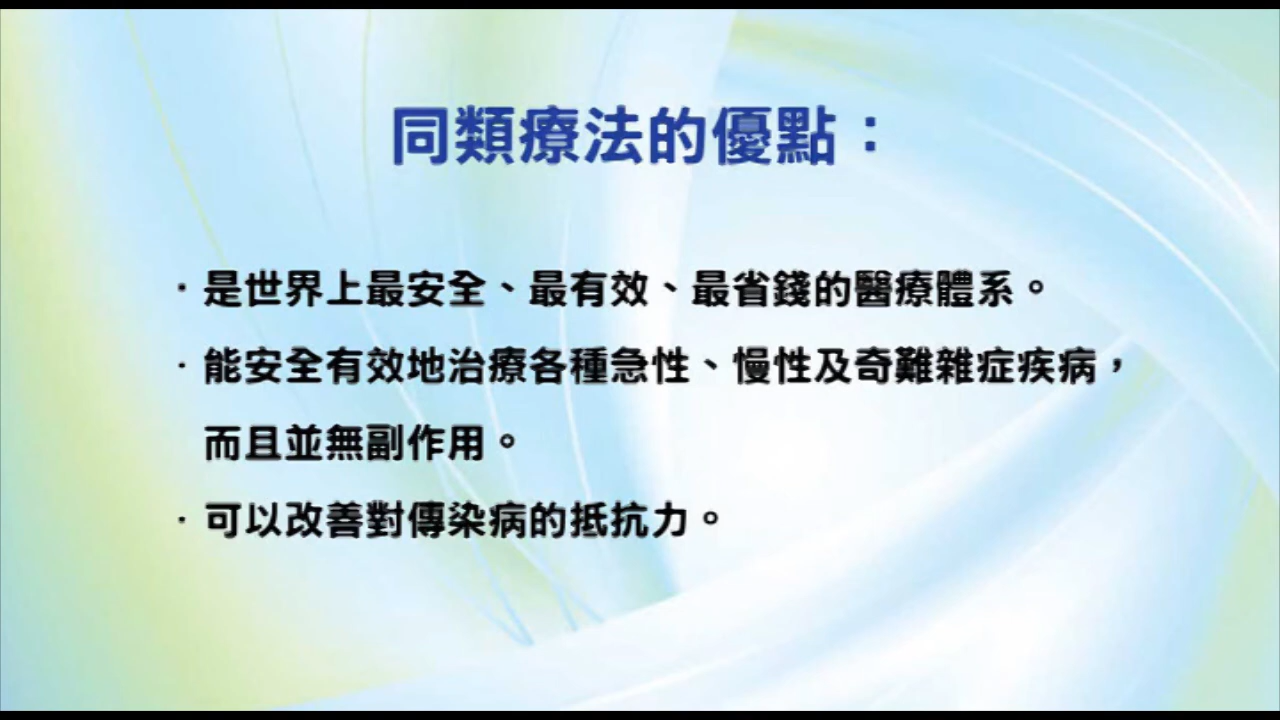 同類療法的優點：
· 是世界上最安全、最有效、最省錢的醫療體系。
· 能安全有效地治療各種急性、慢性及奇難雜症疾病，
而且並無副作用。
· 可以改善對傳染病的抵抗力。